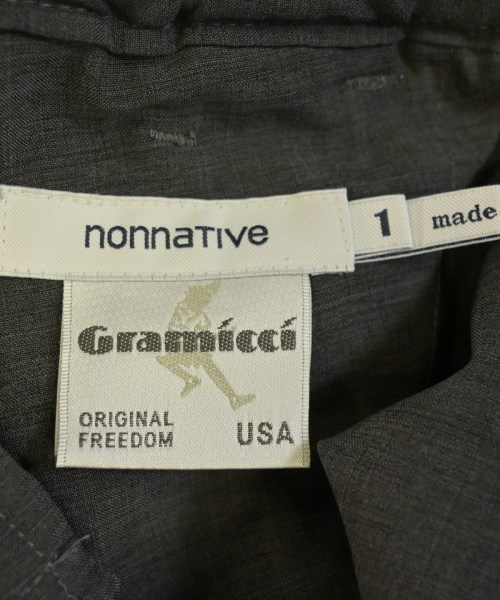 nonnative
1
made
Gramicci
ORIGINAL
FREEDOM
USA